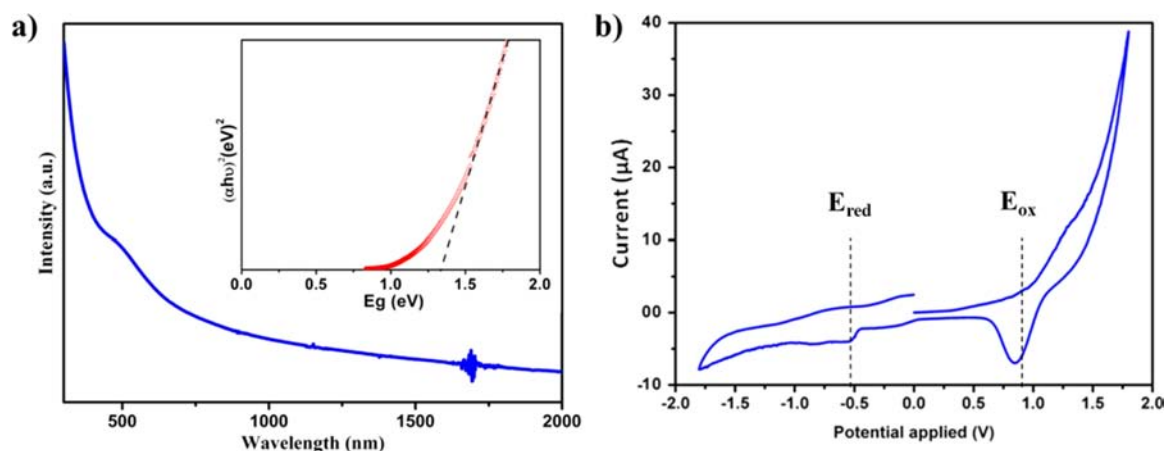 a)
Intensity (a.u.)
500
1000
1500
2000
Wavelength (nm)
(αhυ)²(eV)²
0.0
0.5
1.0
1.5
2.0
Eg (eV)
b)
Current (µA)
40
30
20
10
00
-10
E_red
E_ox
-2.0
-1.5
-1.0
-0.5
0.0
0.5
1.0
1.5
2.0
Potential applied (V)